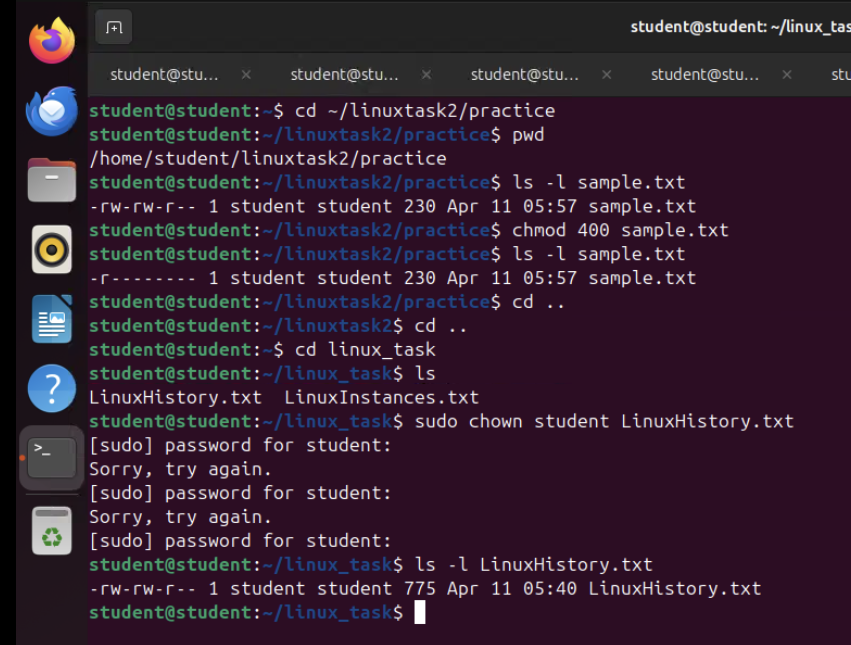 student@student: ~/linux_tas
student@stu... × student@stu... × student@stu... × student@stu... × stu
student@student:~$ cd ~/linuxtask2/practice
student@student:~/linuxtask2/practice$ pwd
/home/student/linuxtask2/practice
student@student:~/linuxtask2/practice$ ls -l sample.txt
-rw-rw-r-- 1 student student 230 Apr 11 05:57 sample.txt
student@student:~/linuxtask2/practice$ chmod 400 sample.txt
student@student:~/linuxtask2/practice$ ls -l sample.txt
-r-------- 1 student student 230 Apr 11 05:57 sample.txt
student@student:~/linuxtask2/practice$ cd ..
student@student:~/linuxtask2$ cd ..
student@student:~$ cd linux_task
student@student:~/linux_task$ ls
LinuxHistory.txt  LinuxInstances.txt
student@student:~/linux_task$ sudo chown student LinuxHistory.txt
[sudo] password for student:
Sorry, try again.
[sudo] password for student:
Sorry, try again.
[sudo] password for student:
student@student:~/linux_task$ ls -l LinuxHistory.txt
-rw-rw-r-- 1 student student 775 Apr 11 05:40 LinuxHistory.txt
student@student:~/linux_task$